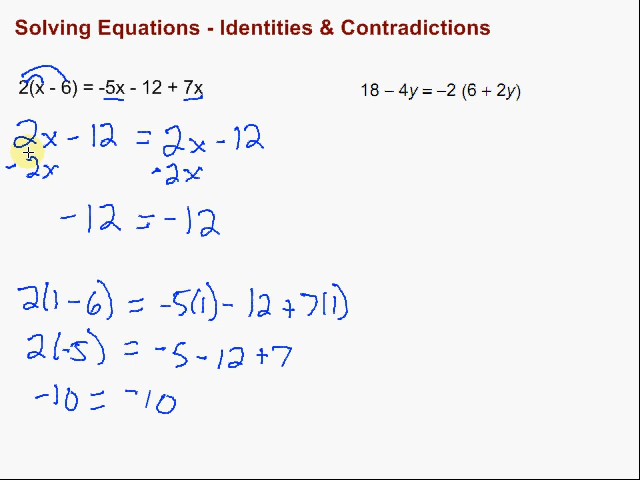 Solving Equations - Identities & Contradictions
2(x - 6) = -5x - 12 + 7x
18 – 4y = –2 (6 + 2y)
2x - 12 = 2x - 12
- 2x - 2x
-12 = -12
2(1 - 6) = -5(1) - 12 + 7(1)
2(-5) = -5 - 12 + 7
-10 = -10